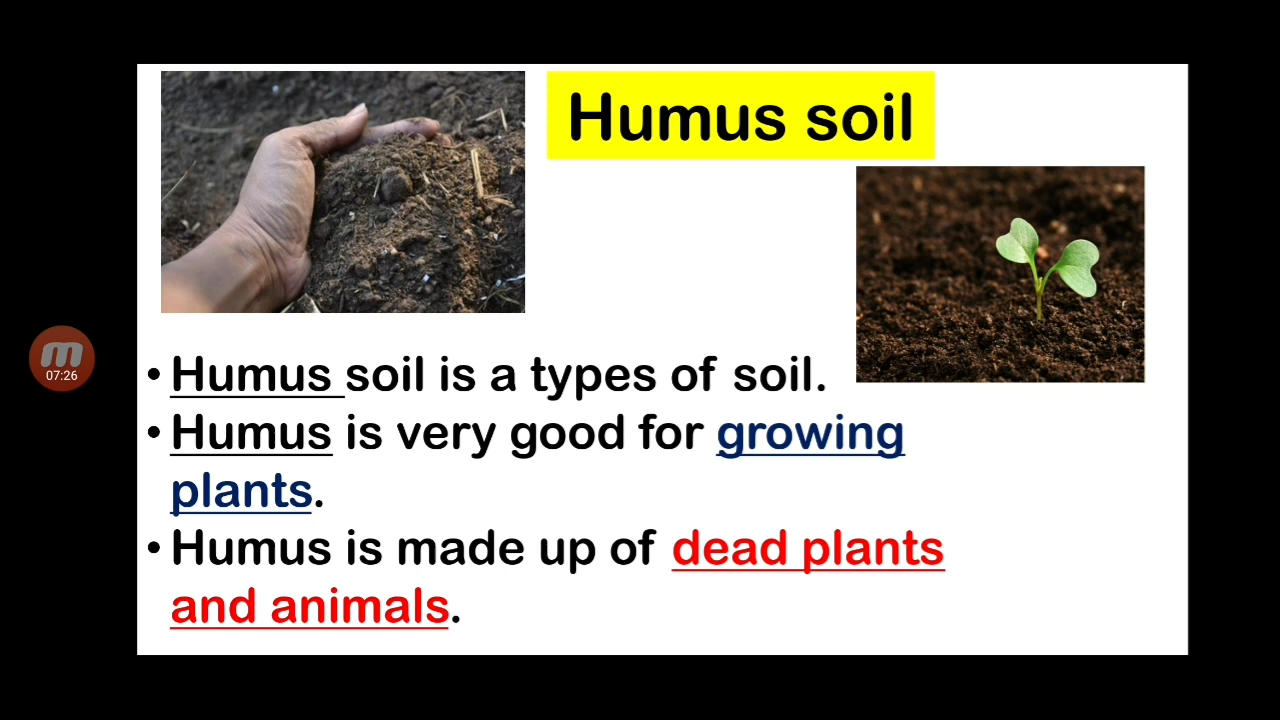 Humus soil
07:26
• Humus soil is a types of soil.
• Humus is very good for growing
plants.
• Humus is made up of dead plants
and animals.